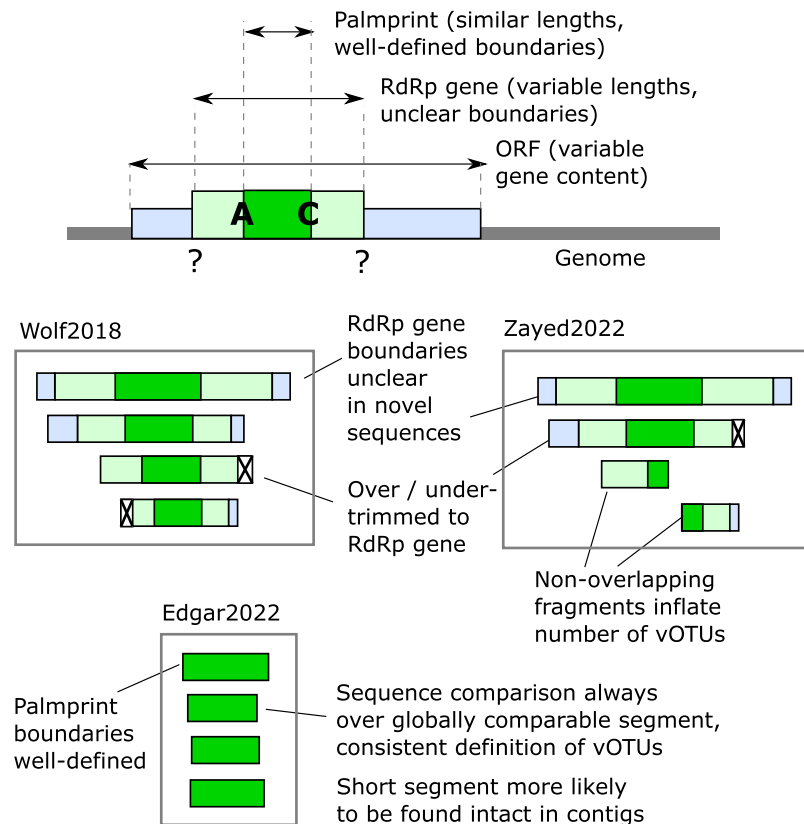 Palmprint (similar lengths,
well-defined boundaries)
RdRp gene (variable lengths,
unclear boundaries)
ORF (variable
gene content)
A
C
?
?
Genome
Wolf2018
RdRp gene
boundaries
unclear
in novel
sequences
Zayed2022
Over / under-
trimmed to
RdRp gene
Non-overlapping
fragments inflate
number of vOTUs
Edgar2022
Palmprint
boundaries
well-defined
Sequence comparison always
over globally comparable segment,
consistent definition of vOTUs
Short segment more likely
to be found intact in contigs